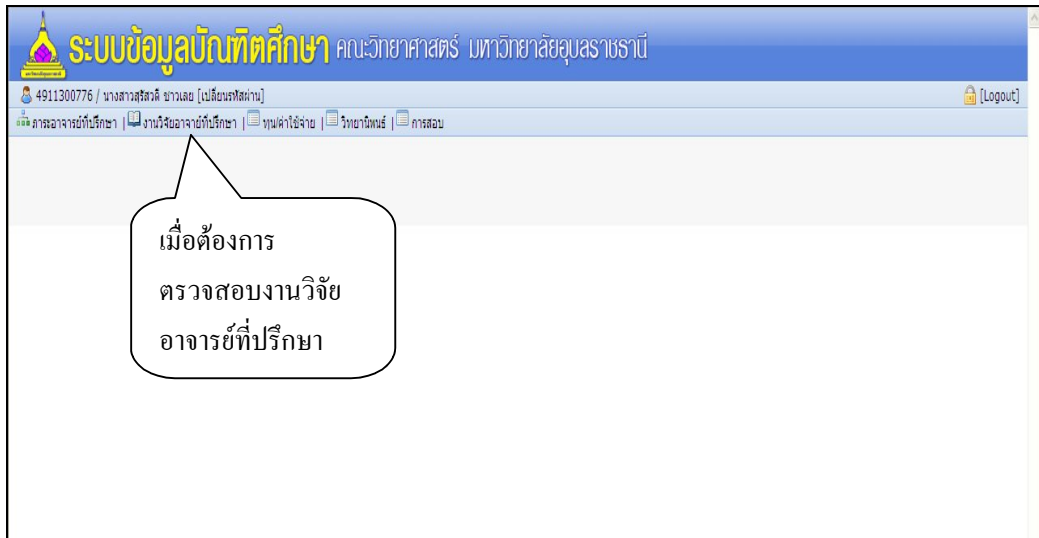 ระบบข้อมูลบัณฑิตศึกษา คณะวิทยาศาสตร์ มหาวิทยาลัยอุบลราชธานี
4911300776 / นางสาวสุรัสวดี ขาวเลย [เปลี่ยนรหัสผ่าน] [Logout]
ภาระอาจารย์ที่ปรึกษา | งานวิจัยอาจารย์ที่ปรึกษา | ทุน/ค่าใช้จ่าย | วิทยานิพนธ์ | การสอบ
เมื่อต้องการ
ตรวจสอบงานวิจัย
อาจารย์ที่ปรึกษา